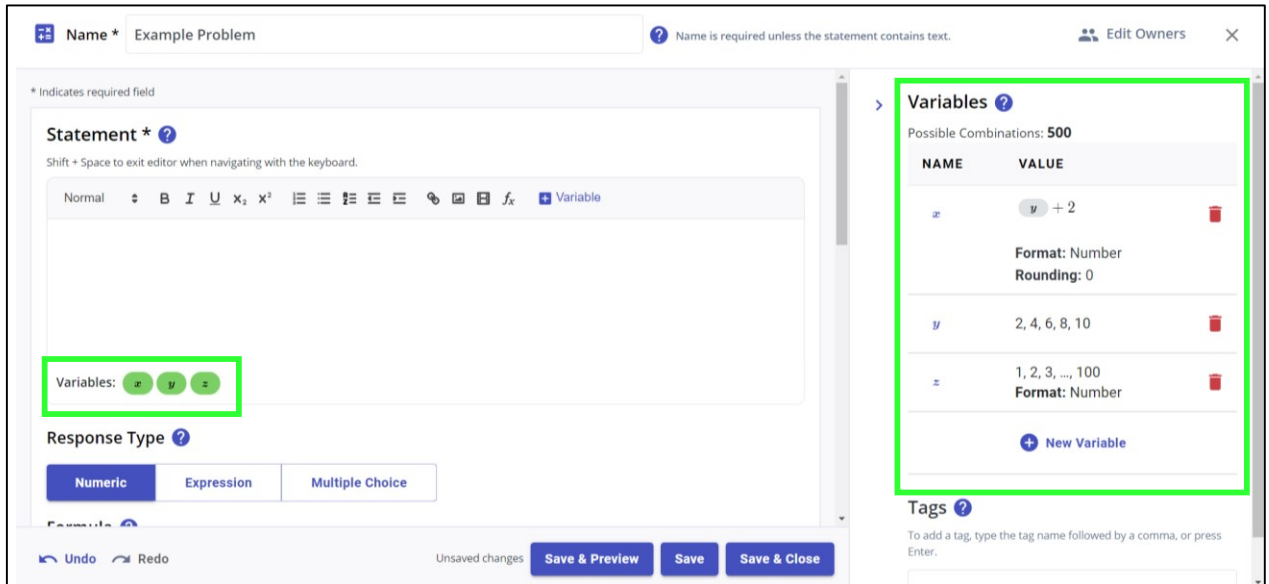 Name * Example Problem Name is required unless the statement contains text. Edit Owners
* Indicates required field
Statement *
Shift + Space to exit editor when navigating with the keyboard.
Normal B I U X₂ X² fx Variable
Variables: x y z
Response Type
Numeric Expression Multiple Choice
Formula
Undo Redo Unsaved changes Save & Preview Save Save & Close
Variables
Possible Combinations: 500
NAME VALUE
x y + 2
Format: Number
Rounding: 0
y 2, 4, 6, 8, 10
z 1, 2, 3, ..., 100
Format: Number
New Variable
Tags
To add a tag, type the tag name followed by a comma, or press
Enter.